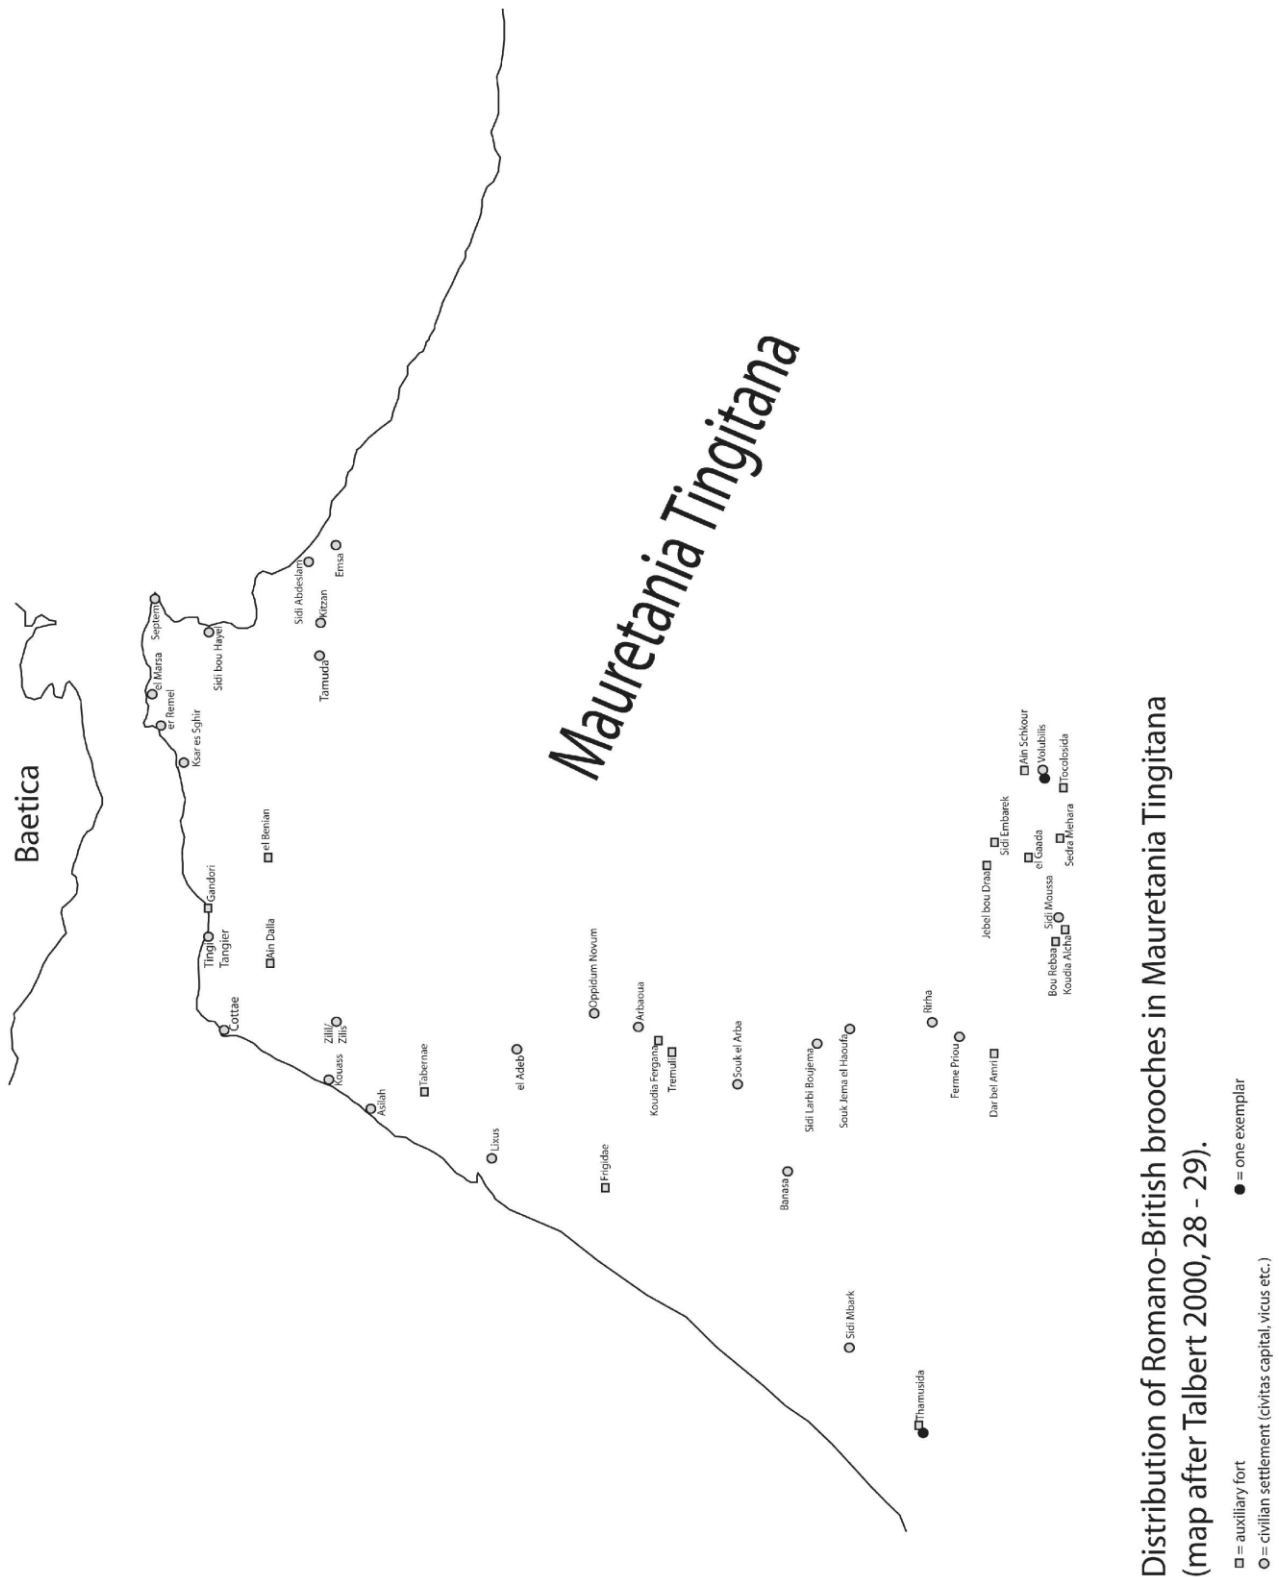 Baetica
Septem
el Marsa
er Remel
Ksar es Sghir
Sidi bou Hayel
Sidi Abdeslam
Emsa
Kitzan
Tamuda
el Benian
Gandori
Tingi
Tangier
Ain Dalla
Cottae
Zilil/
Zilis
Kouass
Asilah
Tabernae
el Adeb
Lixus
Oppidum Novum
Arbaoua
Koudia Fergana
Tremuli
Frigidae
Souk el Arba
Sidi Larbi Boujema
Souk Jema el Haoufa
Banasa
Sidi Mbark
Thamusida
Rirha
Ferme Priou
Dar bel Amri
Mauretania Tingitana
Ain Schkour
Volubilis
Tocolosida
Sidi Embarek
el Gaada
Sedra Mehara
Jebel bou Draa
Sidi Moussa
Bou Rebaa
Koudia Alcha
Distribution of Romano-British brooches in Mauretania Tingitana
(map after Talbert 2000, 28 - 29).
= auxiliary fort
= civilian settlement (civitas capital, vicus etc.)
= one exemplar